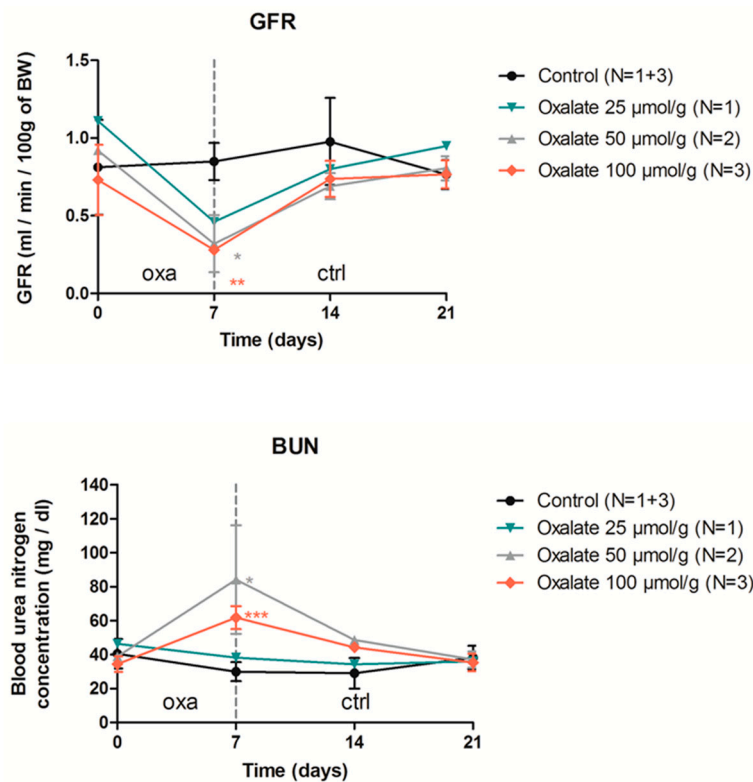 GFR
1.5
1.0
0.5
0.0
GFR (ml / min / 100g of BW)
oxa
ctrl
*
**
0
7
14
21
Time (days)
Control (N=1+3)
Oxalate 25 µmol/g (N=1)
Oxalate 50 µmol/g (N=2)
Oxalate 100 µmol/g (N=3)
BUN
140
120
100
80
60
40
20
0
Blood urea nitrogen
concentration (mg / dl)
*
***
oxa
ctrl
0
7
14
21
Time (days)
Control (N=1+3)
Oxalate 25 µmol/g (N=1)
Oxalate 50 µmol/g (N=2)
Oxalate 100 µmol/g (N=3)